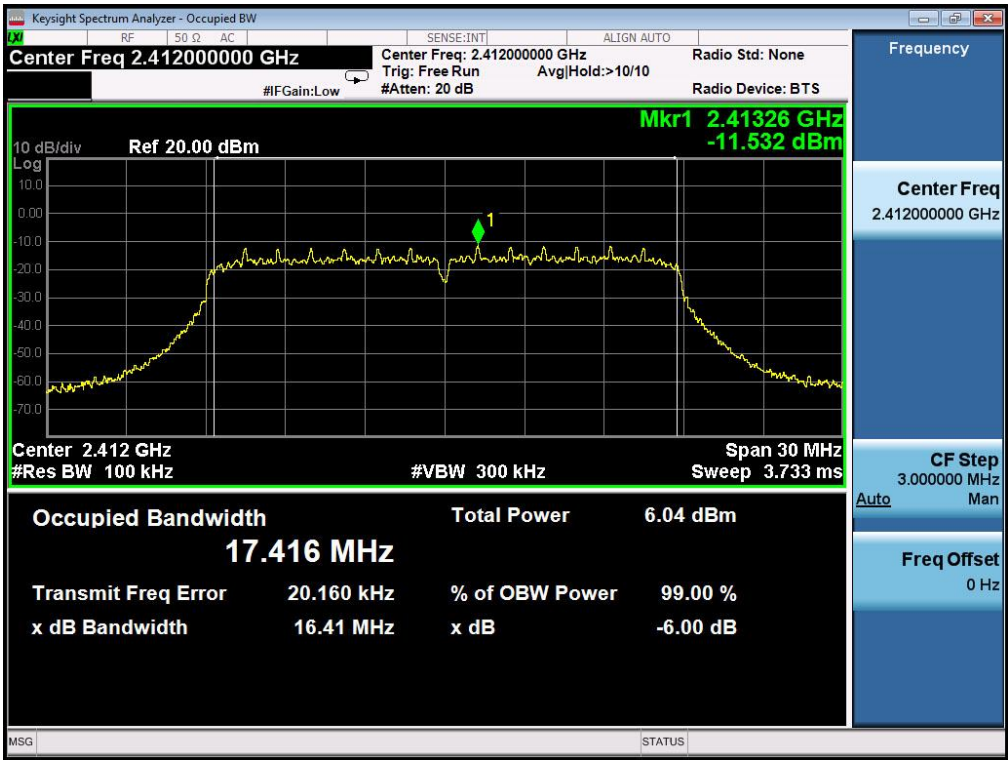 Keysight Spectrum Analyzer - Occupied BW
LXI RF 50 Ω AC SENSE:INT ALIGN AUTO
Center Freq 2.412000000 GHz
#IFGain:Low
Center Freq: 2.412000000 GHz
Trig: Free Run Avg|Hold:>10/10
#Atten: 20 dB
Radio Std: None
Radio Device: BTS
Mkr1 2.41326 GHz
-11.532 dBm
10 dB/div Ref 20.00 dBm
Log
10.0
0.00
-10.0
-20.0
-30.0
-40.0
-50.0
-60.0
-70.0
1
Center 2.412 GHz Span 30 MHz
#Res BW 100 kHz #VBW 300 kHz Sweep 3.733 ms
Occupied Bandwidth Total Power 6.04 dBm
17.416 MHz
Transmit Freq Error 20.160 kHz % of OBW Power 99.00 %
x dB Bandwidth 16.41 MHz x dB -6.00 dB
Frequency
Center Freq
2.412000000 GHz
CF Step
3.000000 MHz
Auto Man
Freq Offset
0 Hz
MSG STATUS